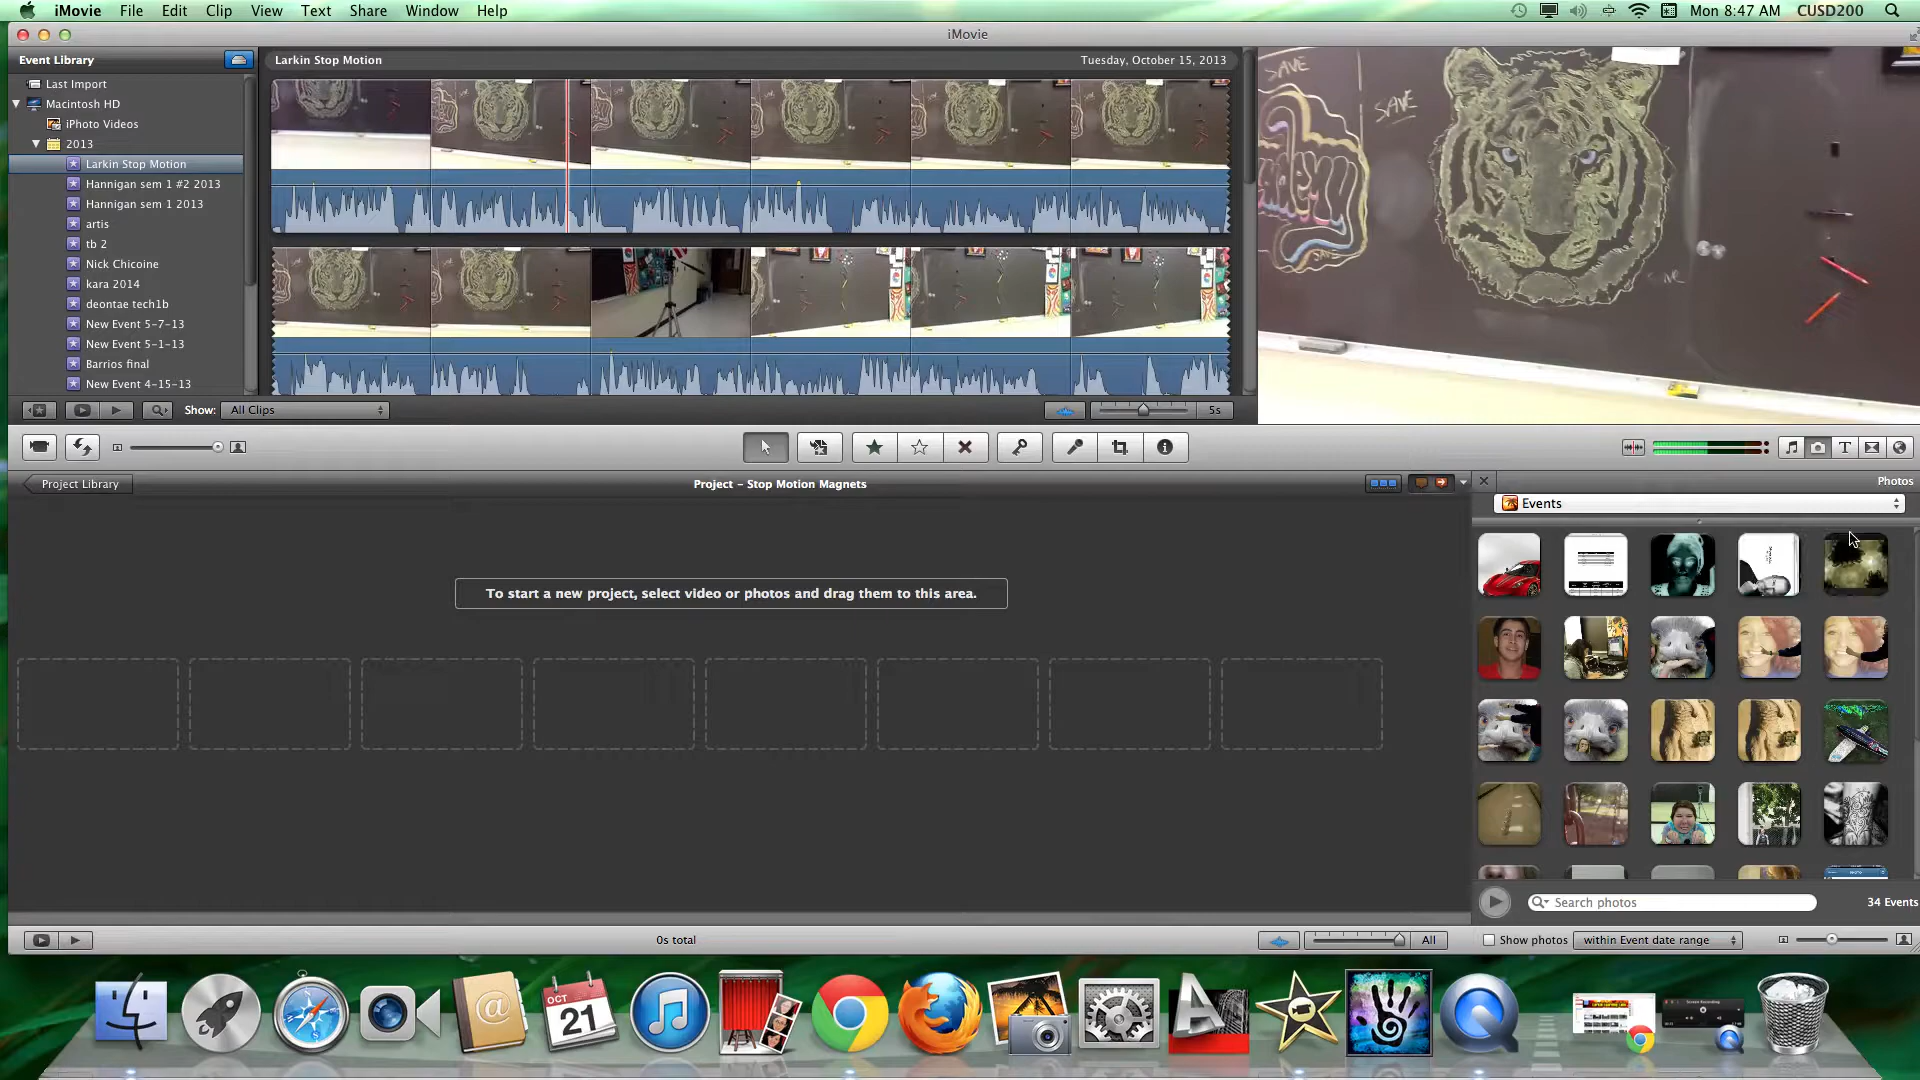 iMovie File Edit Clip View Text Share Window Help Mon 8:47 AM CUSD200
iMovie
Event Library
Larkin Stop Motion Tuesday, October 15, 2013
Last Import
Macintosh HD
iPhoto Videos
2013
Larkin Stop Motion
Hannigan sem 1 #2 2013
Hannigan sem 1 2013
artis
tb 2
Nick Chicoine
kara 2014
deontae tech1b
New Event 5-7-13
New Event 5-1-13
Barrios final
New Event 4-15-13
SAVE
SAVE
SAVE
Show: All Clips 5s
T
Project Library
Project – Stop Motion Magnets
Photos
Events
To start a new project, select video or photos and drag them to this area.
Search photos
34 Events
0s total
All
Show photos within Event date range
OCT
21